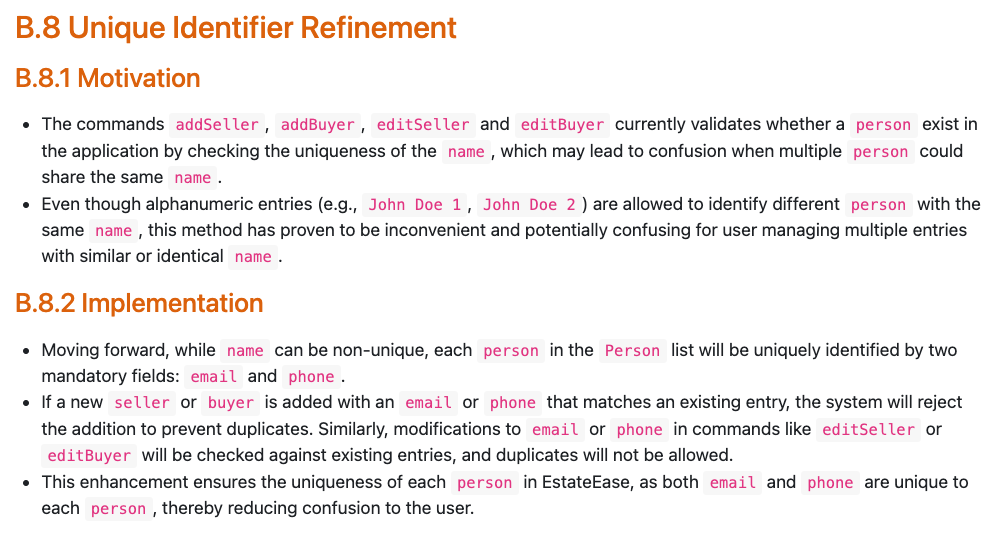 B.8 Unique Identifier Refinement
B.8.1 Motivation
• The commands addSeller, addBuyer, editSeller and editBuyer currently validates whether a person exist in
the application by checking the uniqueness of the name, which may lead to confusion when multiple person could
share the same name.
• Even though alphanumeric entries (e.g., John Doe 1, John Doe 2) are allowed to identify different person with the
same name, this method has proven to be inconvenient and potentially confusing for user managing multiple entries
with similar or identical name.
B.8.2 Implementation
• Moving forward, while name can be non-unique, each person in the Person list will be uniquely identified by two
mandatory fields: email and phone.
• If a new seller or buyer is added with an email or phone that matches an existing entry, the system will reject
the addition to prevent duplicates. Similarly, modifications to email or phone in commands like editSeller or
editBuyer will be checked against existing entries, and duplicates will not be allowed.
• This enhancement ensures the uniqueness of each person in EstateEase, as both email and phone are unique to
each person, thereby reducing confusion to the user.